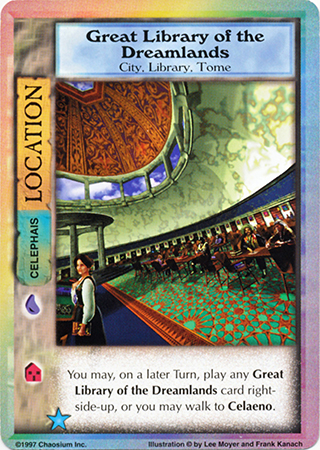 Great Library of the
Dreamlands
City, Library, Tome
LOCATION
CELEPHAIS
You may, on a later Turn, play any Great
Library of the Dreamlands card right-
side-up, or you may walk to Celaeno.
©1997 Chaosium Inc.
Illustration © by Lee Moyer and Frank Kanach